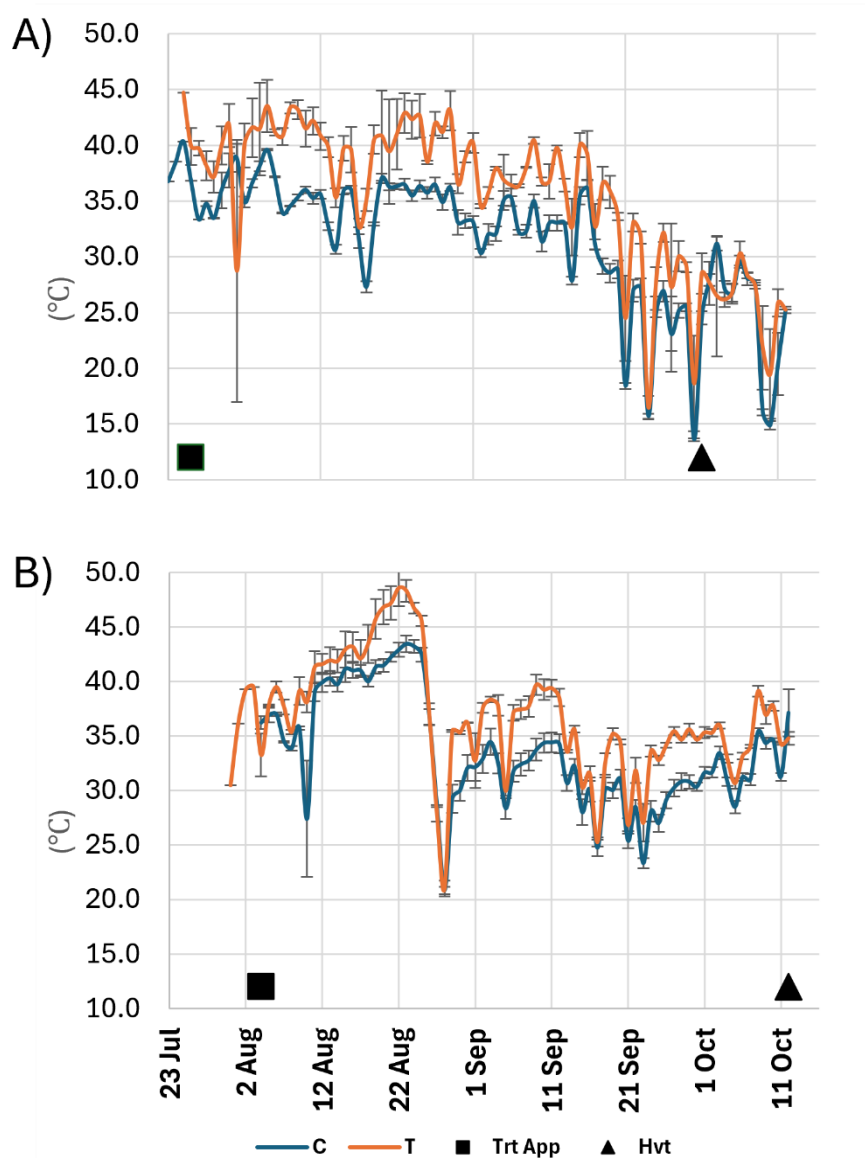 A)
50.0
45.0
40.0
35.0
30.0
25.0
20.0
15.0
10.0
(°C)
B)
50.0
45.0
40.0
35.0
30.0
25.0
20.0
15.0
10.0
(°C)
23 Jul
2 Aug
12 Aug
22 Aug
1 Sep
11 Sep
21 Sep
1 Oct
11 Oct
C T Trt App Hvt